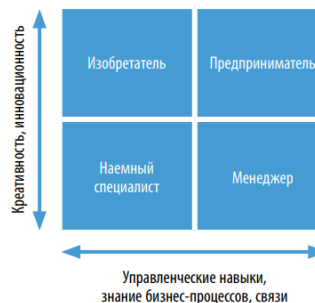 Креативность, инновационность
Изобретатель
Предприниматель
Наемный
специалист
Менеджер
Управленческие навыки,
знание бизнес-процессов, связи